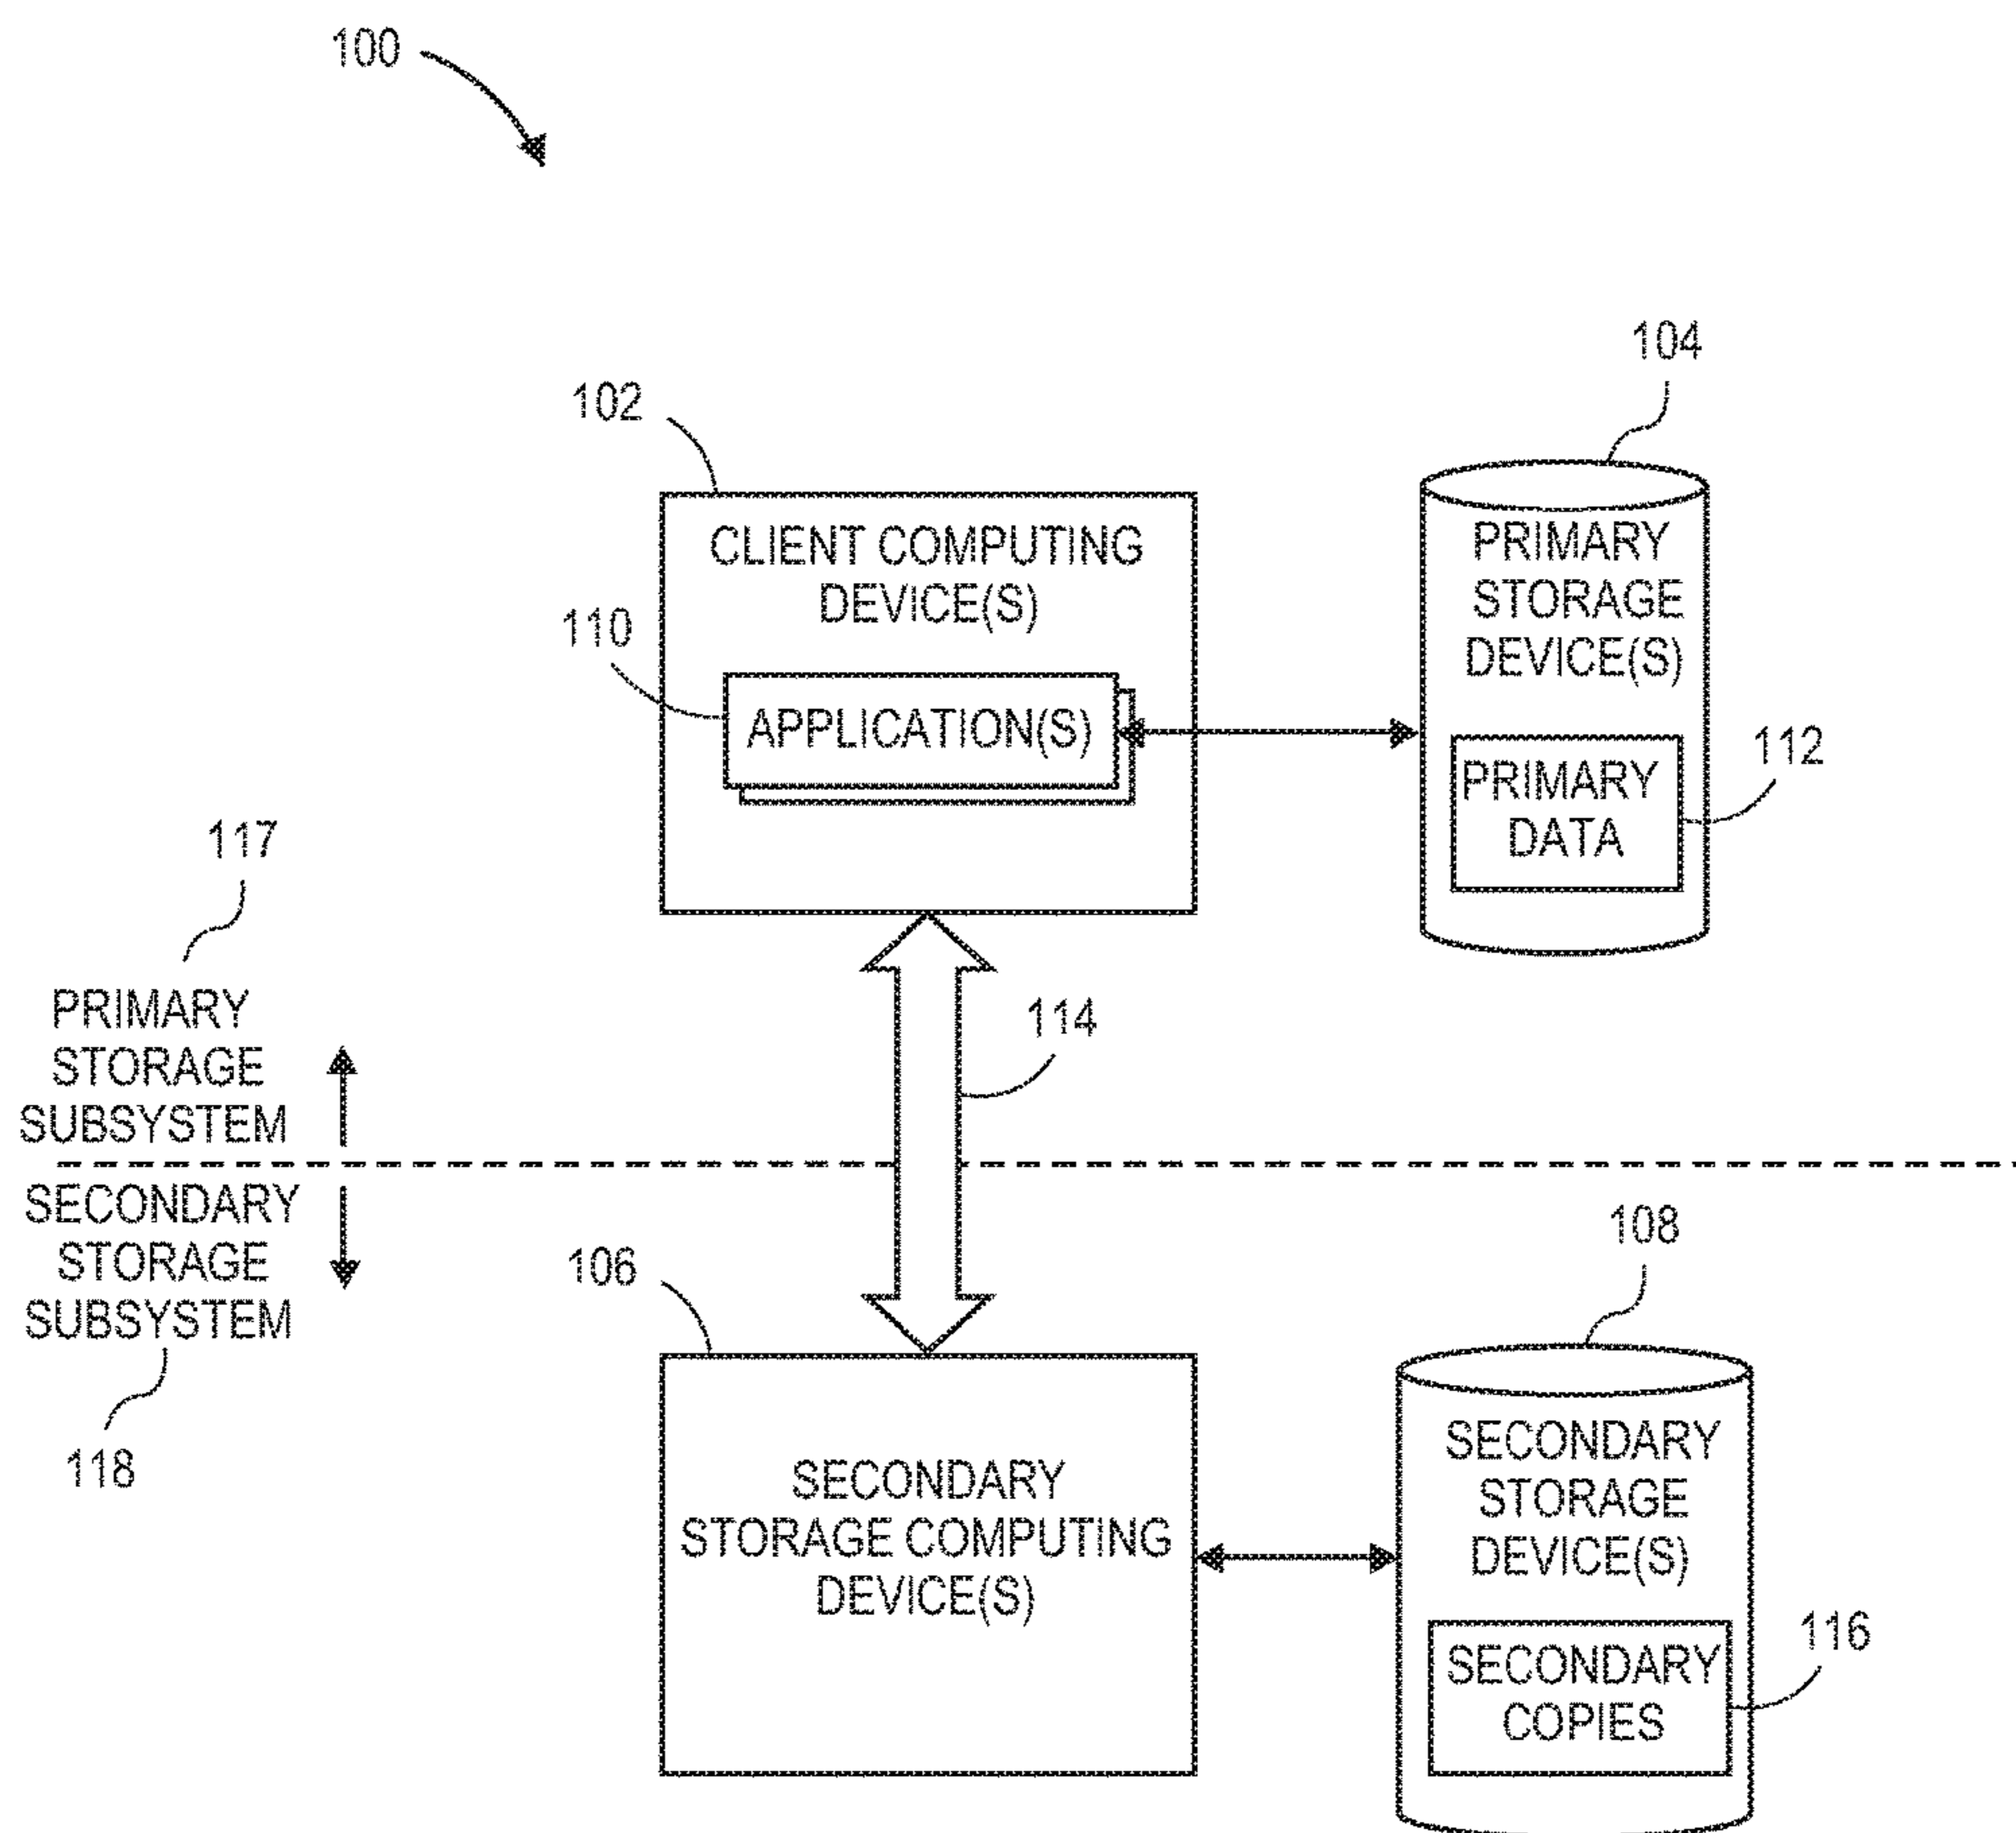 100
104
102
CLIENT COMPUTING
DEVICE(S)
PRIMARY
STORAGE
DEVICE(S)
110
APPLICATION(S)
112
PRIMARY
DATA
117
PRIMARY
STORAGE
SUBSYSTEM
114
SECONDARY
STORAGE
SUBSYSTEM
118
106
108
SECONDARY
STORAGE COMPUTING
DEVICE(S)
SECONDARY
STORAGE
DEVICE(S)
116
SECONDARY
COPIES